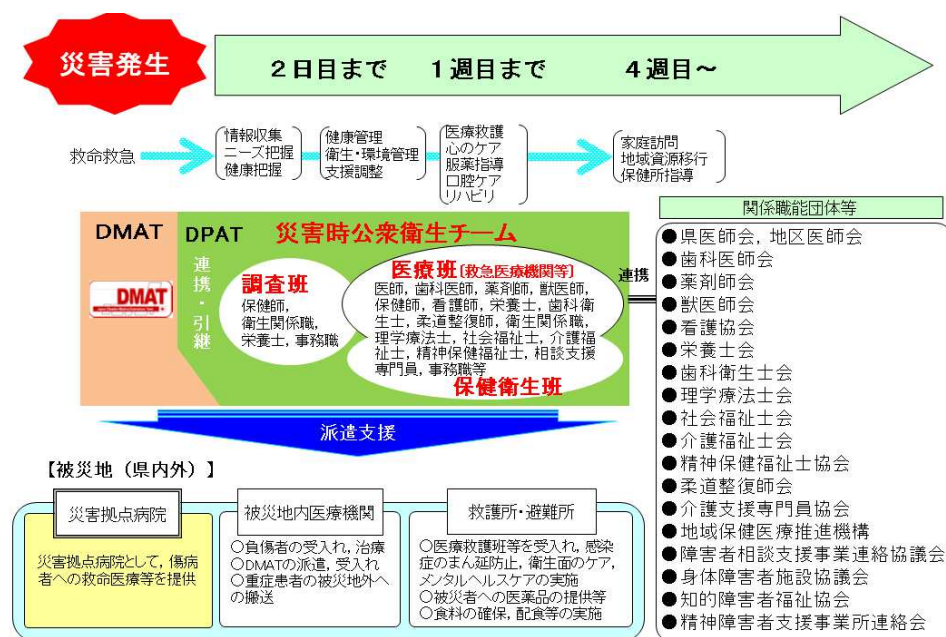 災害発生
2日目まで 1週目まで 4週目～
救命救急
情報収集
ニーズ把握
健康把握
健康管理
衛生・環境管理
支援調整
医療救護
心のケア
服薬指導
口腔ケア
リハビリ
家庭訪問
地域資源移行
保健所指導
DMAT
DMAT
DPAT
連携・引継
災害時公衆衛生チーム
調査班
保健師,
衛生関係職,
栄養士, 事務職
医療班〔救急医療機関等〕
医師, 歯科医師, 薬剤師, 獣医師,
保健師, 看護師, 栄養士, 歯科衛
生士, 柔道整復師, 衛生関係職,
理学療法士, 社会福祉士, 介護福
祉士, 精神保健福祉士, 相談支援
専門員, 事務職等
保健衛生班
連携
関係職能団体等
●県医師会, 地区医師会
●歯科医師会
●薬剤師会
●獣医師会
●看護協会
●栄養士会
●歯科衛生士会
●理学療法士会
●社会福祉士会
●介護福祉士会
●精神保健福祉士協会
●柔道整復師会
●介護支援専門員協会
●地域保健医療推進機構
●障害者相談支援事業連絡協議会
●身体障害者施設協議会
●知的障害者福祉協会
●精神障害者支援事業所連絡会
派遣支援
【被災地（県内外）】
災害拠点病院
災害拠点病院として, 傷病
者への救命医療等を提供
被災地内医療機関
○負傷者の受入れ, 治療
○DMATの派遣, 受入れ
○重症患者の被災地外へ
の搬送
救護所・避難所
○医療救護班等を受入れ, 感染
症のまん延防止, 衛生面のケア,
メンタルヘルスケアの実施
○被災者への医薬品の提供等
○食料の確保, 配食等の実施